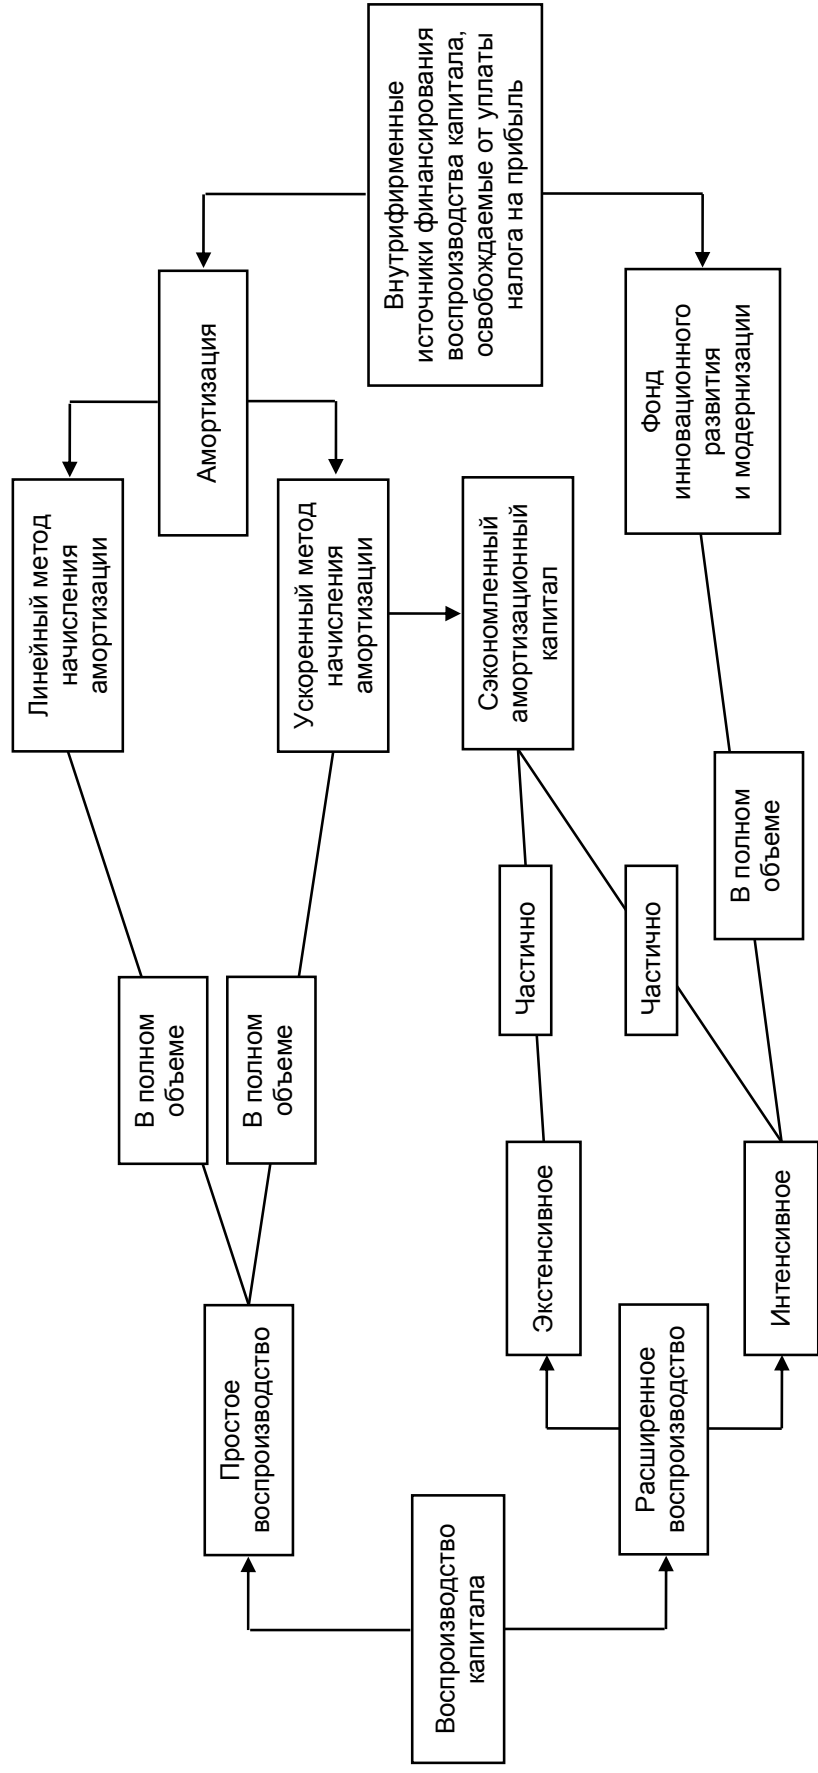 Воспроизводство
капитала
Простое
воспроизводство
Расширенное
воспроизводство
Экстенсивное
Интенсивное
В полном
объеме
В полном
объеме
Частично
Частично
В полном
объеме
Линейный метод
начисления
амортизации
Ускоренный метод
начисления
амортизации
Сэкономленный
амортизационный
капитал
Амортизация
Фонд
инновационного
развития
и модернизации
Внутрифирменные
источники финансирования
воспроизводства капитала,
освобождаемые от уплаты
налога на прибыль